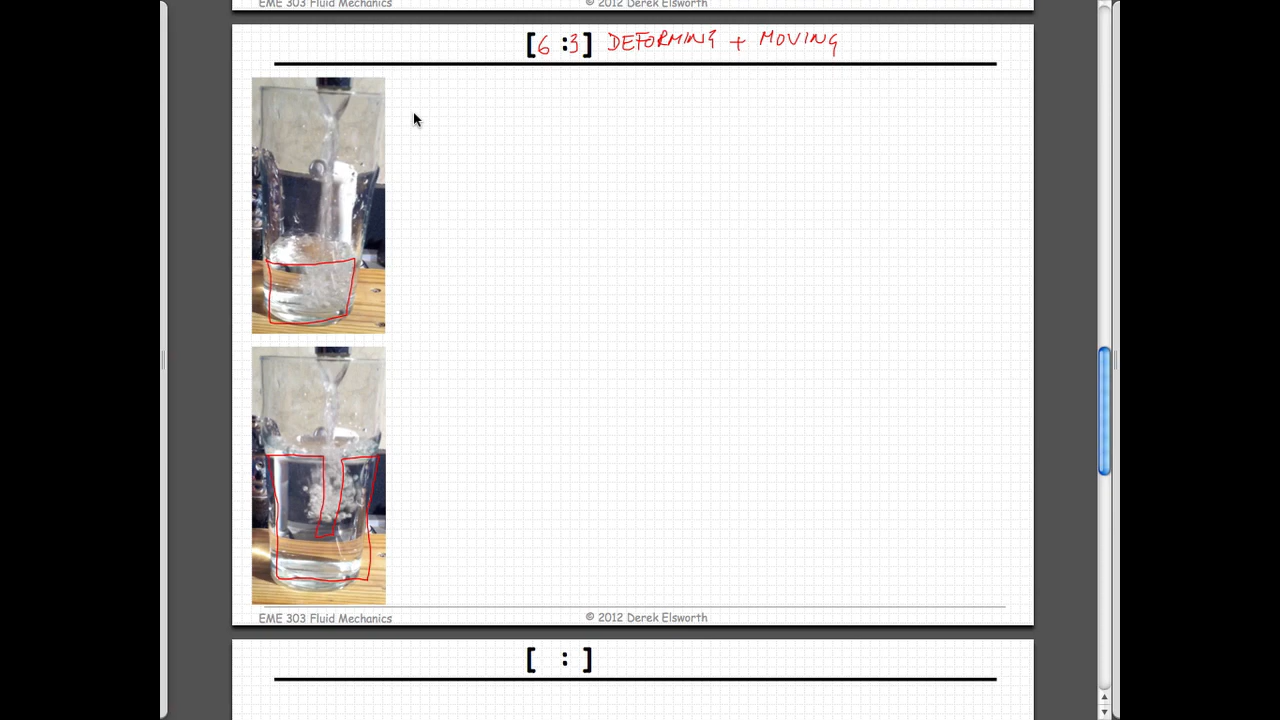 EME 303 Fluid Mechanics © 2012 Derek Elsworth
[6 :3] DEFORMING + MOVING
EME 303 Fluid Mechanics © 2012 Derek Elsworth
[ : ]